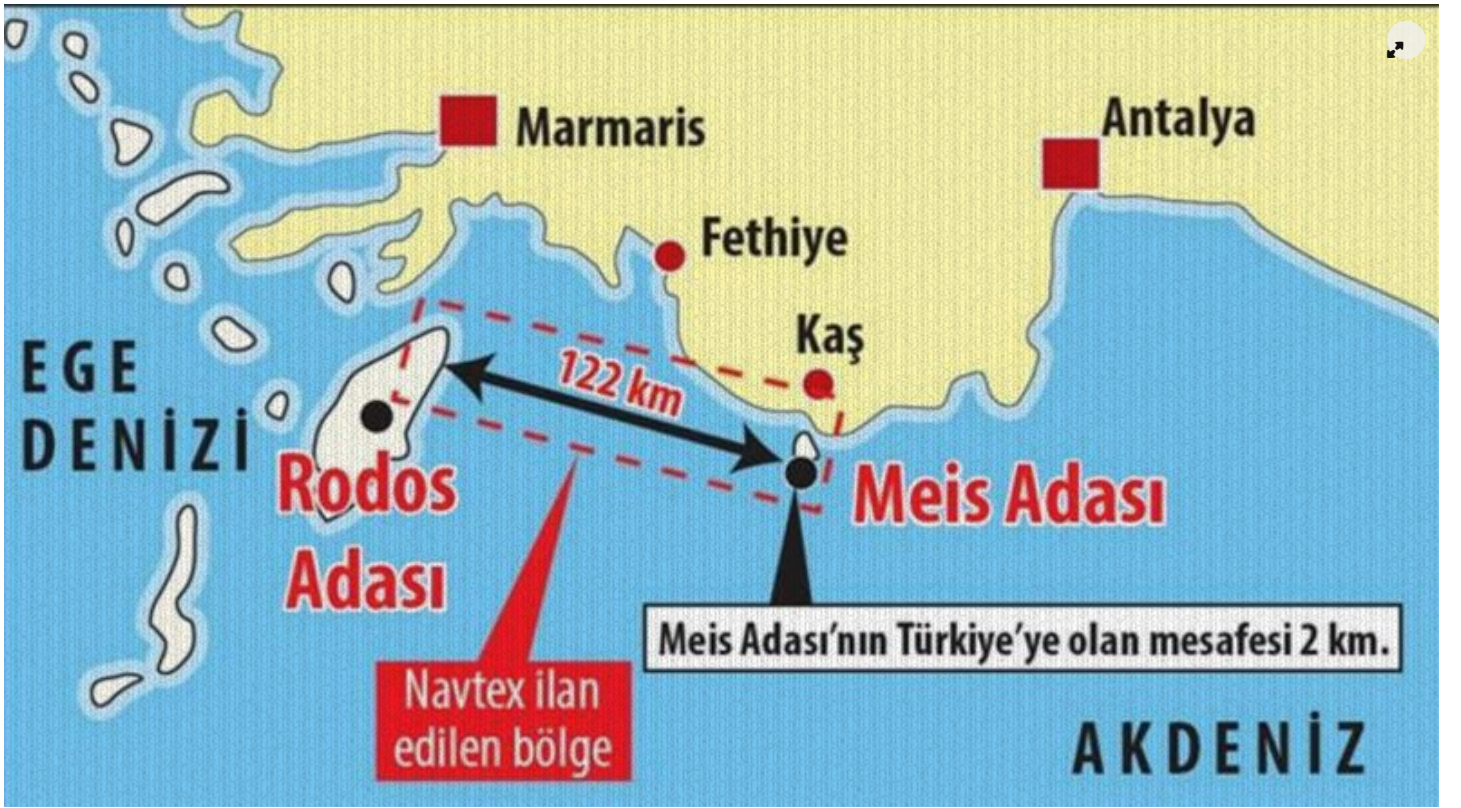 Marmaris
Antalya
Fethiye
Kaş
EGE
DENİZİ
122 km
Rodos
Adası
Meis Adası
Meis Adası'nın Türkiye'ye olan mesafesi 2 km.
Navtex ilan
edilen bölge
AKDENİZ